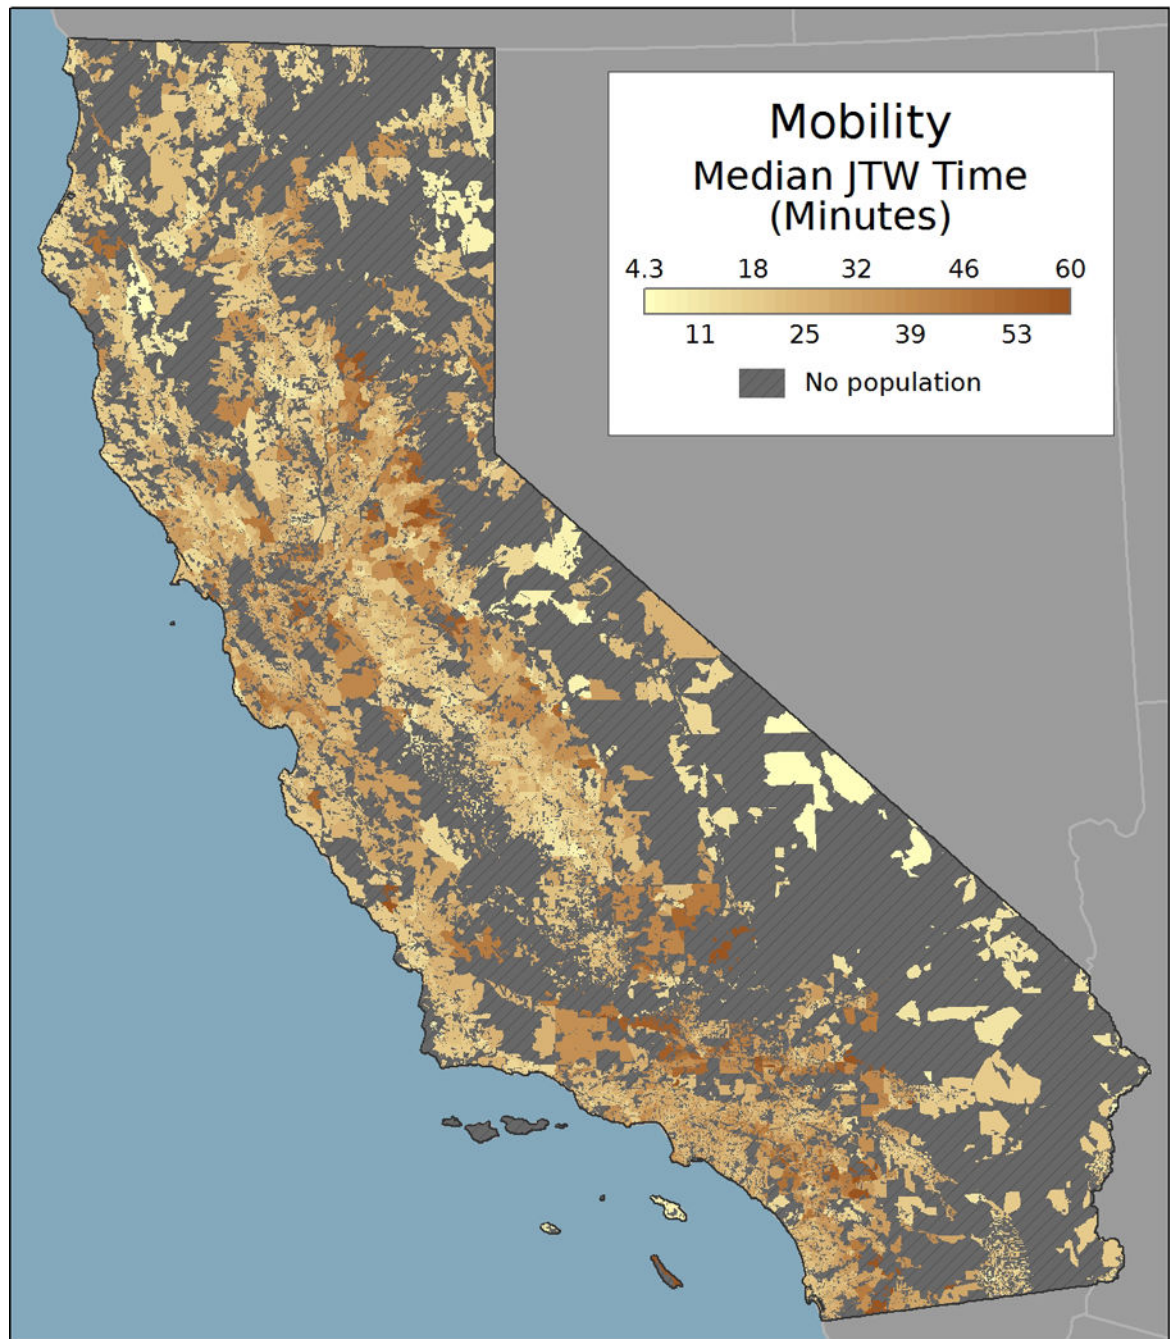 Mobility
Median JTW Time
(Minutes)
4.3 18 32 46 60
11 25 39 53
No population